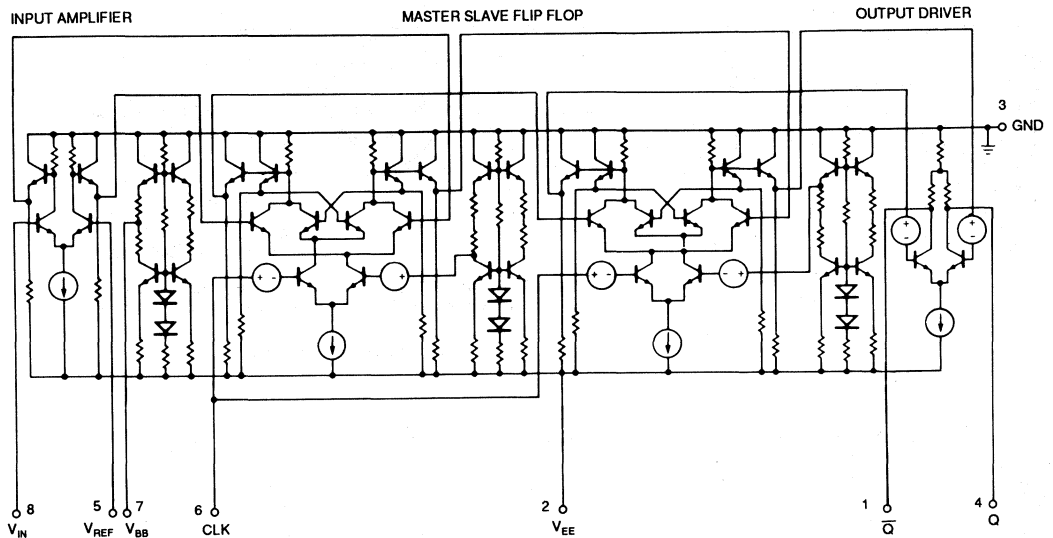 INPUT AMPLIFIER
MASTER SLAVE FLIP FLOP
OUTPUT DRIVER
3
GND
+ -
- +
+ -
- +
+
-
+
-
8
5
7
6
2
1
4
VIN
VREF
VBB
CLK
VEE
Q̅
Q